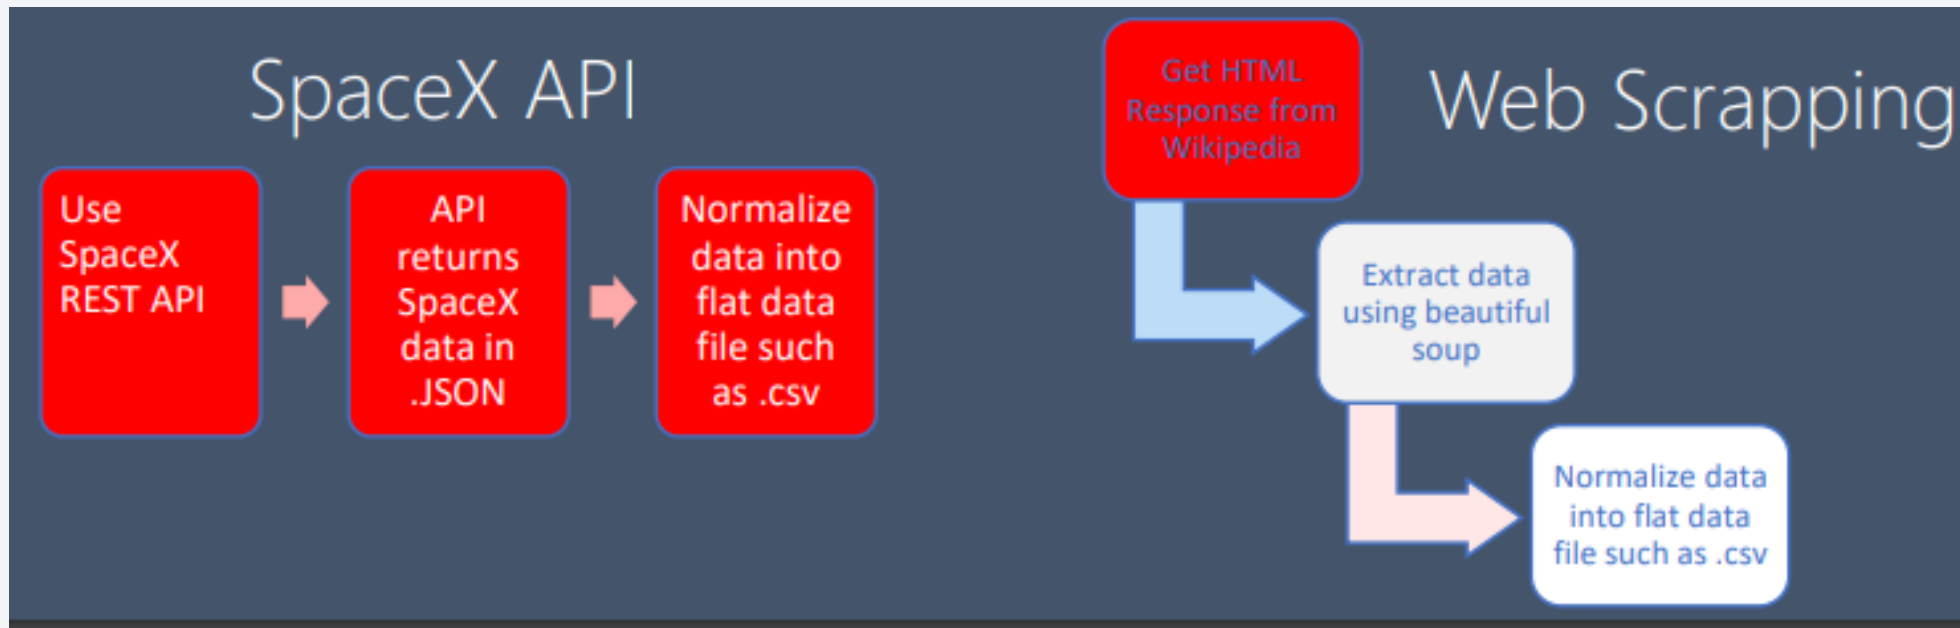 SpaceX API
Use
SpaceX
REST API
API
returns
SpaceX
data in
.JSON
Normalize
data into
flat data
file such
as .csv
Web Scrapping
Get HTML
Response from
Wikipedia
Extract data
using beautiful
soup
Normalize data
into flat data
file such as .csv